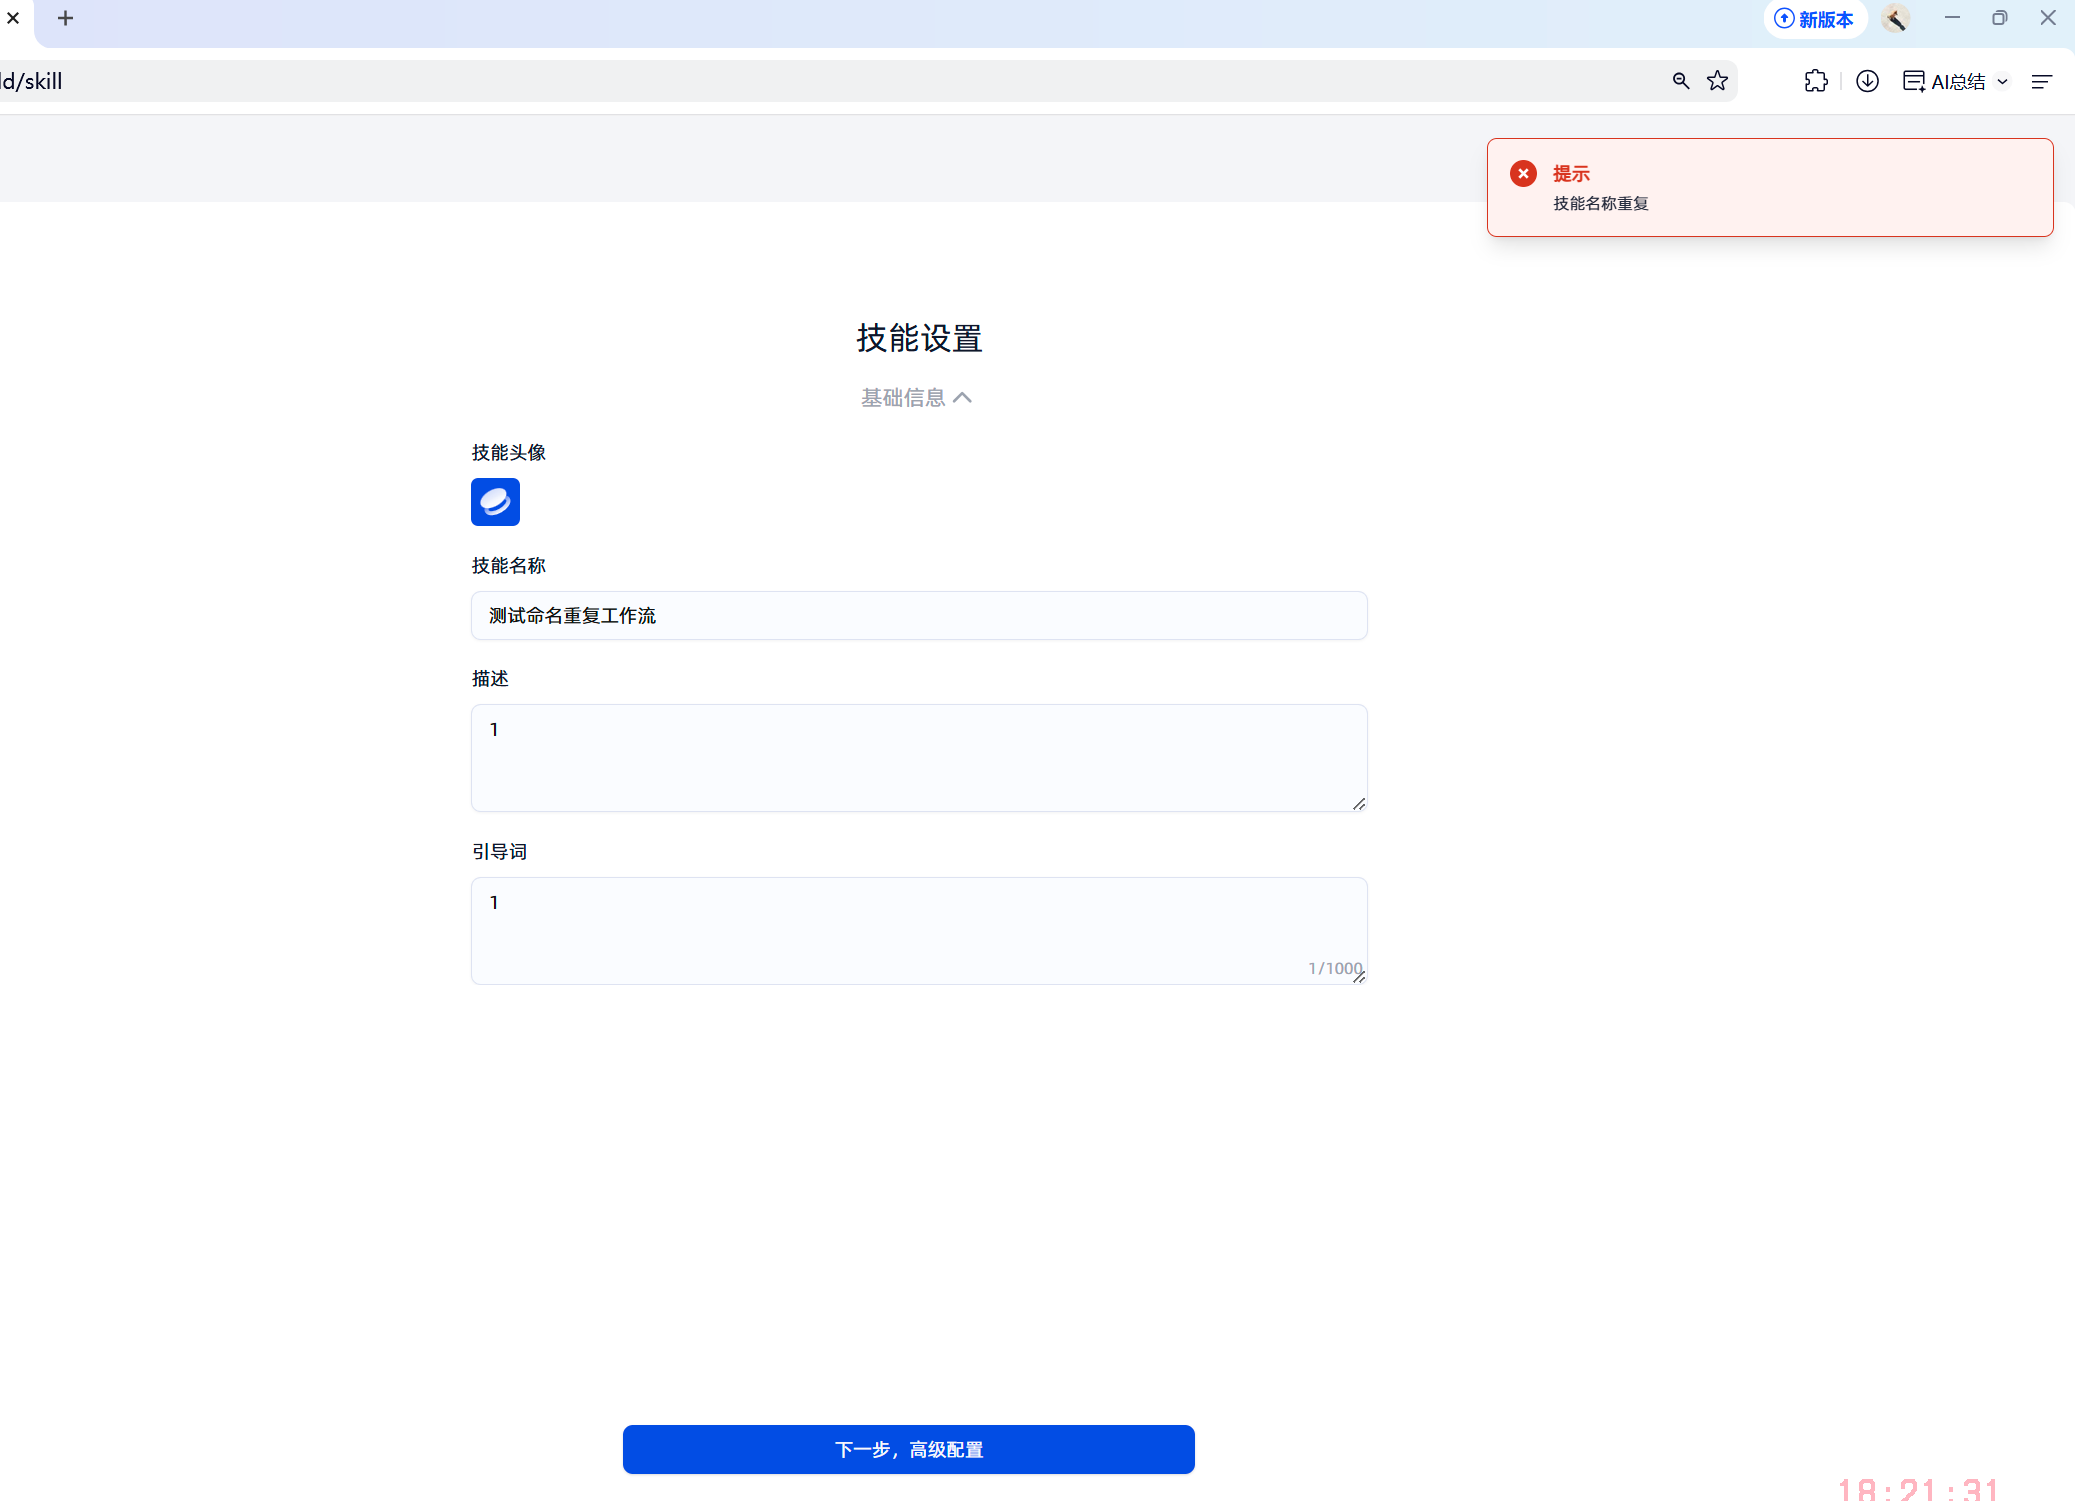 新版本
ld/skill
AI总结
提示
技能名称重复
技能设置
基础信息
技能头像
技能名称
测试命名重复工作流
描述
1
引导词
1
1/1000
下一步，高级配置
18:21:31